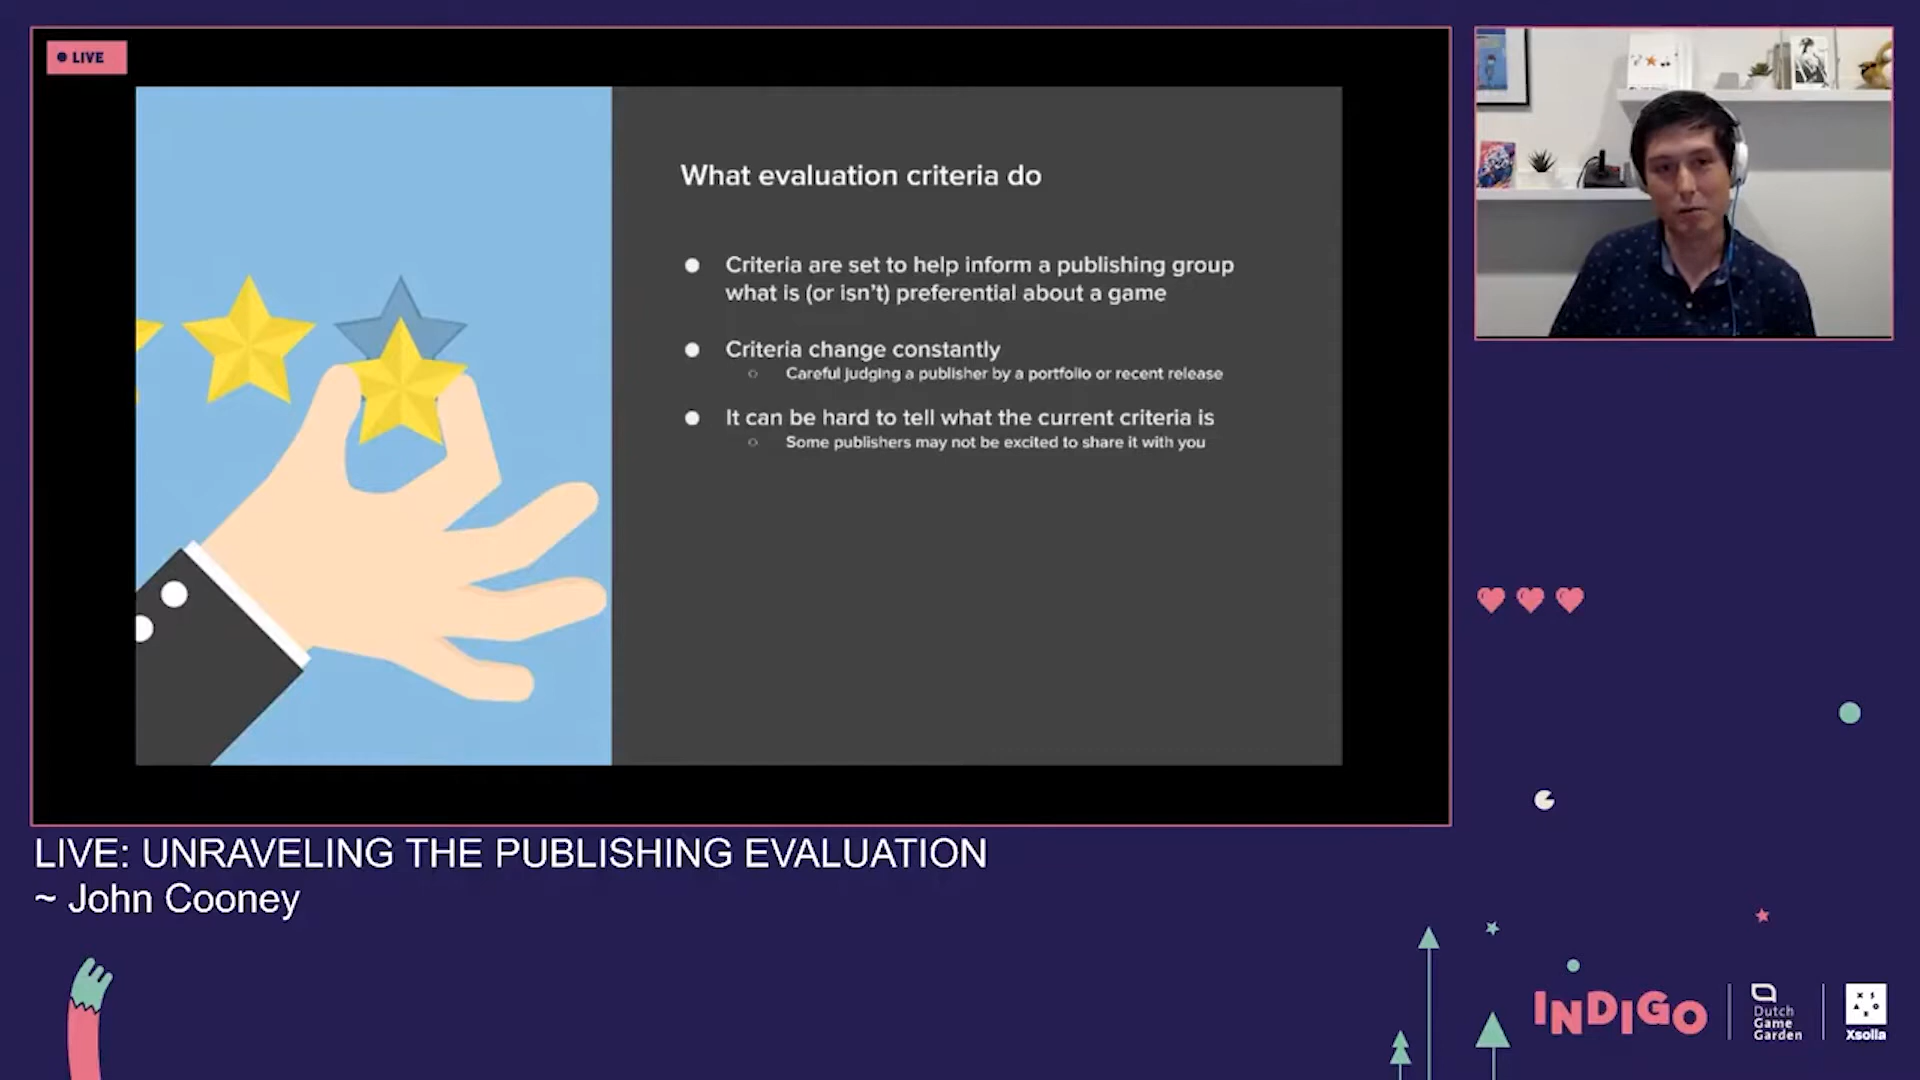 LIVE
What evaluation criteria do
● Criteria are set to help inform a publishing group
what is (or isn't) preferential about a game
● Criteria change constantly
○ Careful judging a publisher by a portfolio or recent release
● It can be hard to tell what the current criteria is
○ Some publishers may not be excited to share it with you
LIVE: UNRAVELING THE PUBLISHING EVALUATION
~ John Cooney
INDIGO
Dutch
Game
Garden
Xsolla